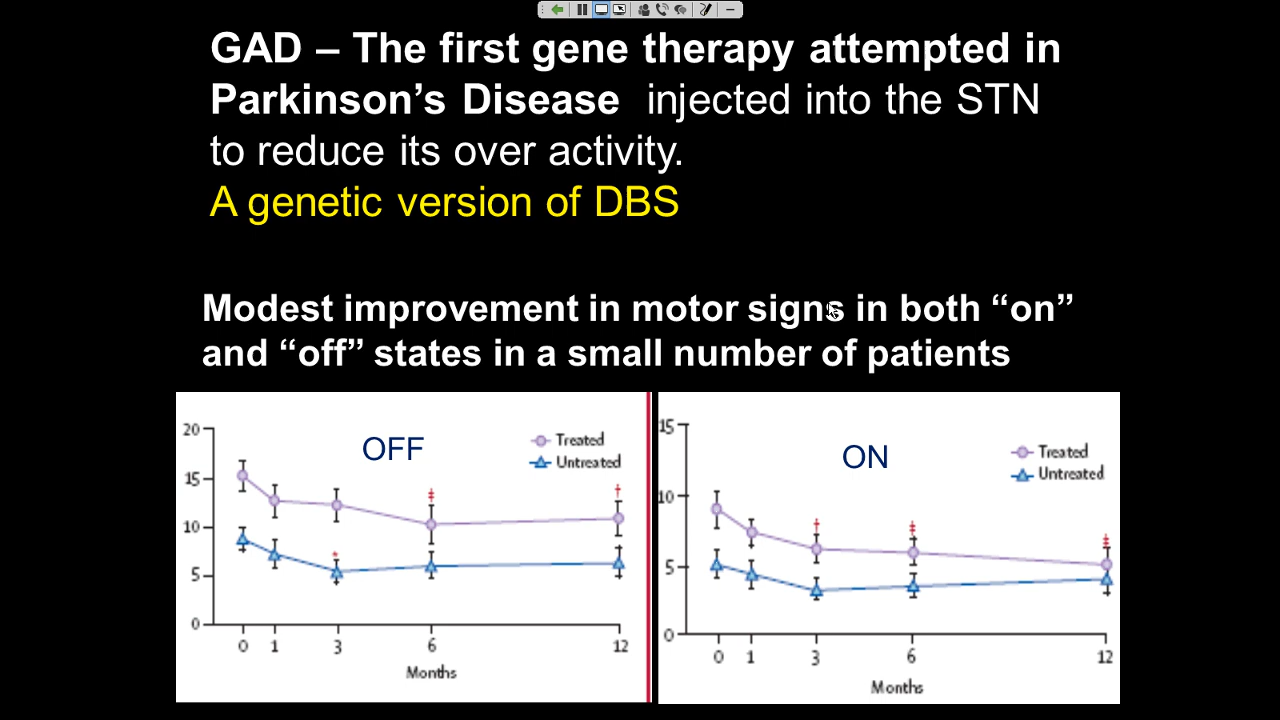 GAD – The first gene therapy attempted in
Parkinson’s Disease injected into the STN
to reduce its over activity.
A genetic version of DBS
Modest improvement in motor signs in both “on”
and “off” states in a small number of patients
20
15
10
5
0
OFF
Treated
Untreated
‡
†
*
0 1 3 6 12
Months
15
10
5
0
ON
Treated
Untreated
†
‡
‡
0 1 3 6 12
Months